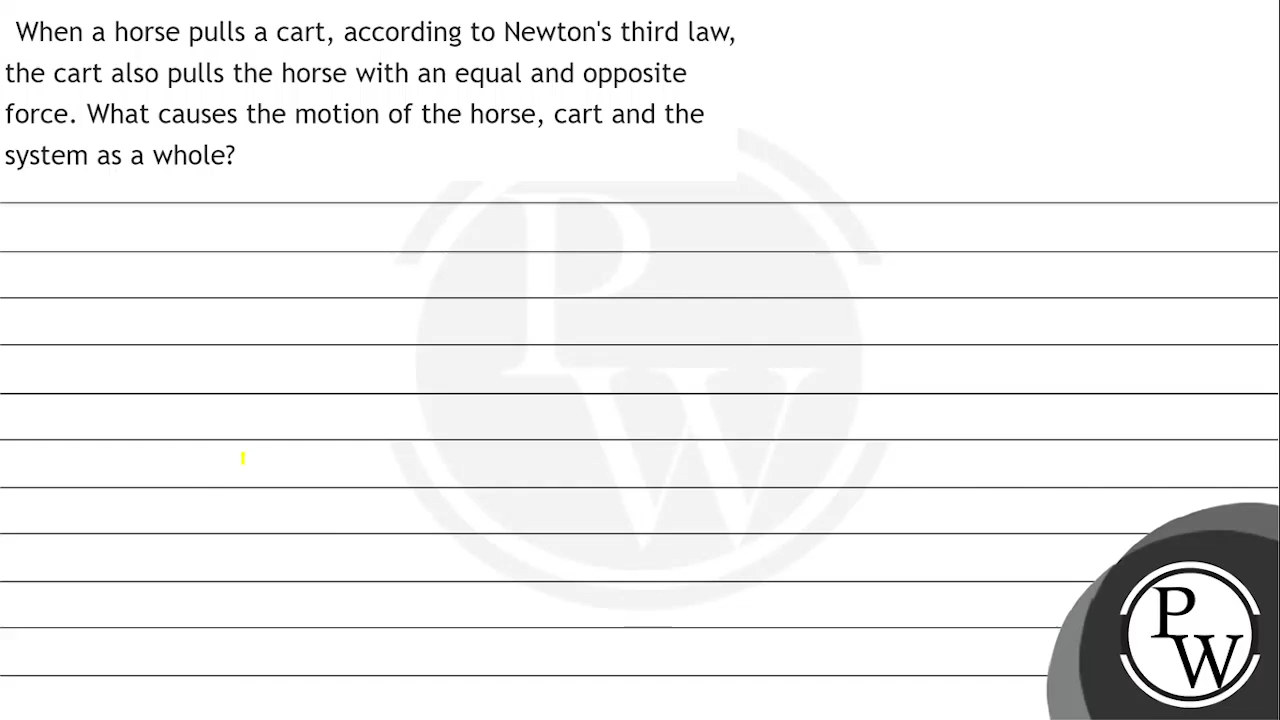 When a horse pulls a cart, according to Newton's third law,
the cart also pulls the horse with an equal and opposite
force. What causes the motion of the horse, cart and the
system as a whole?
P
W
P
W